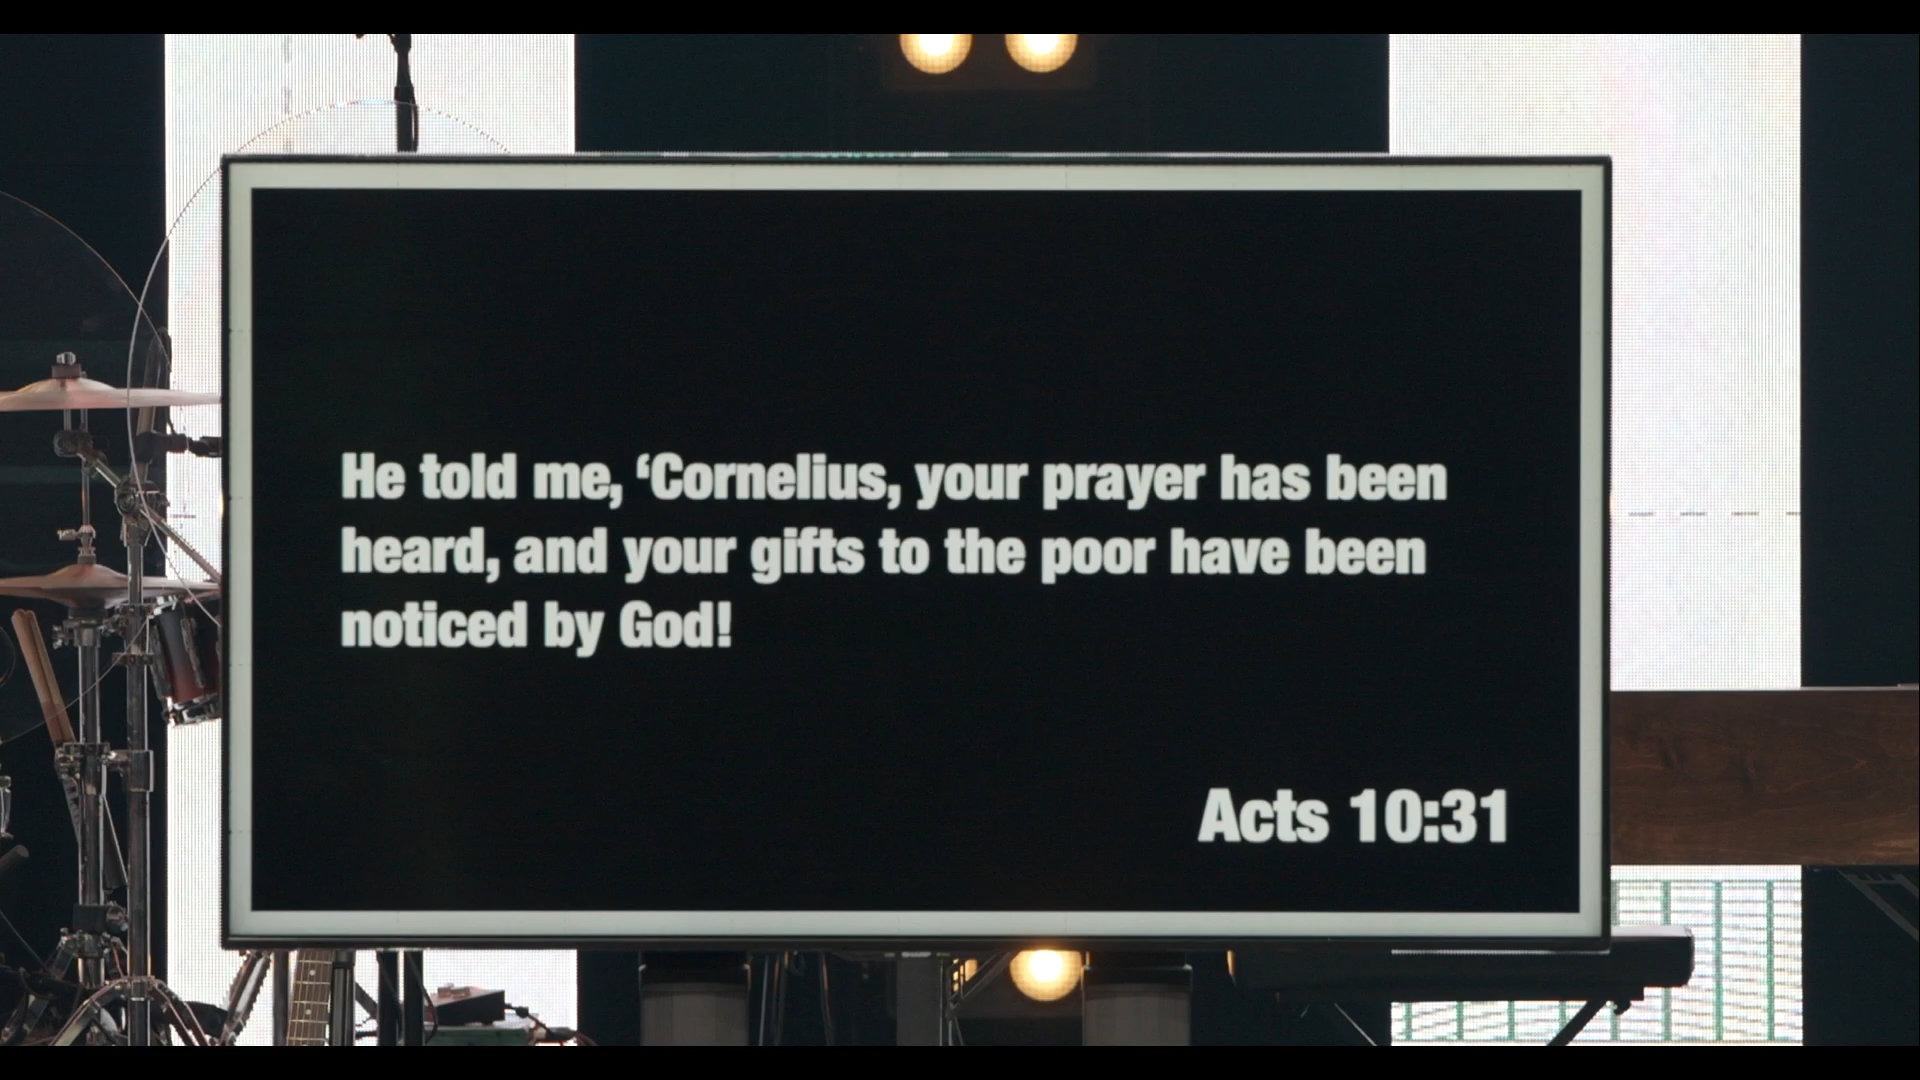 He told me, ‘Cornelius, your prayer has been
heard, and your gifts to the poor have been
noticed by God!
Acts 10:31
SHARP